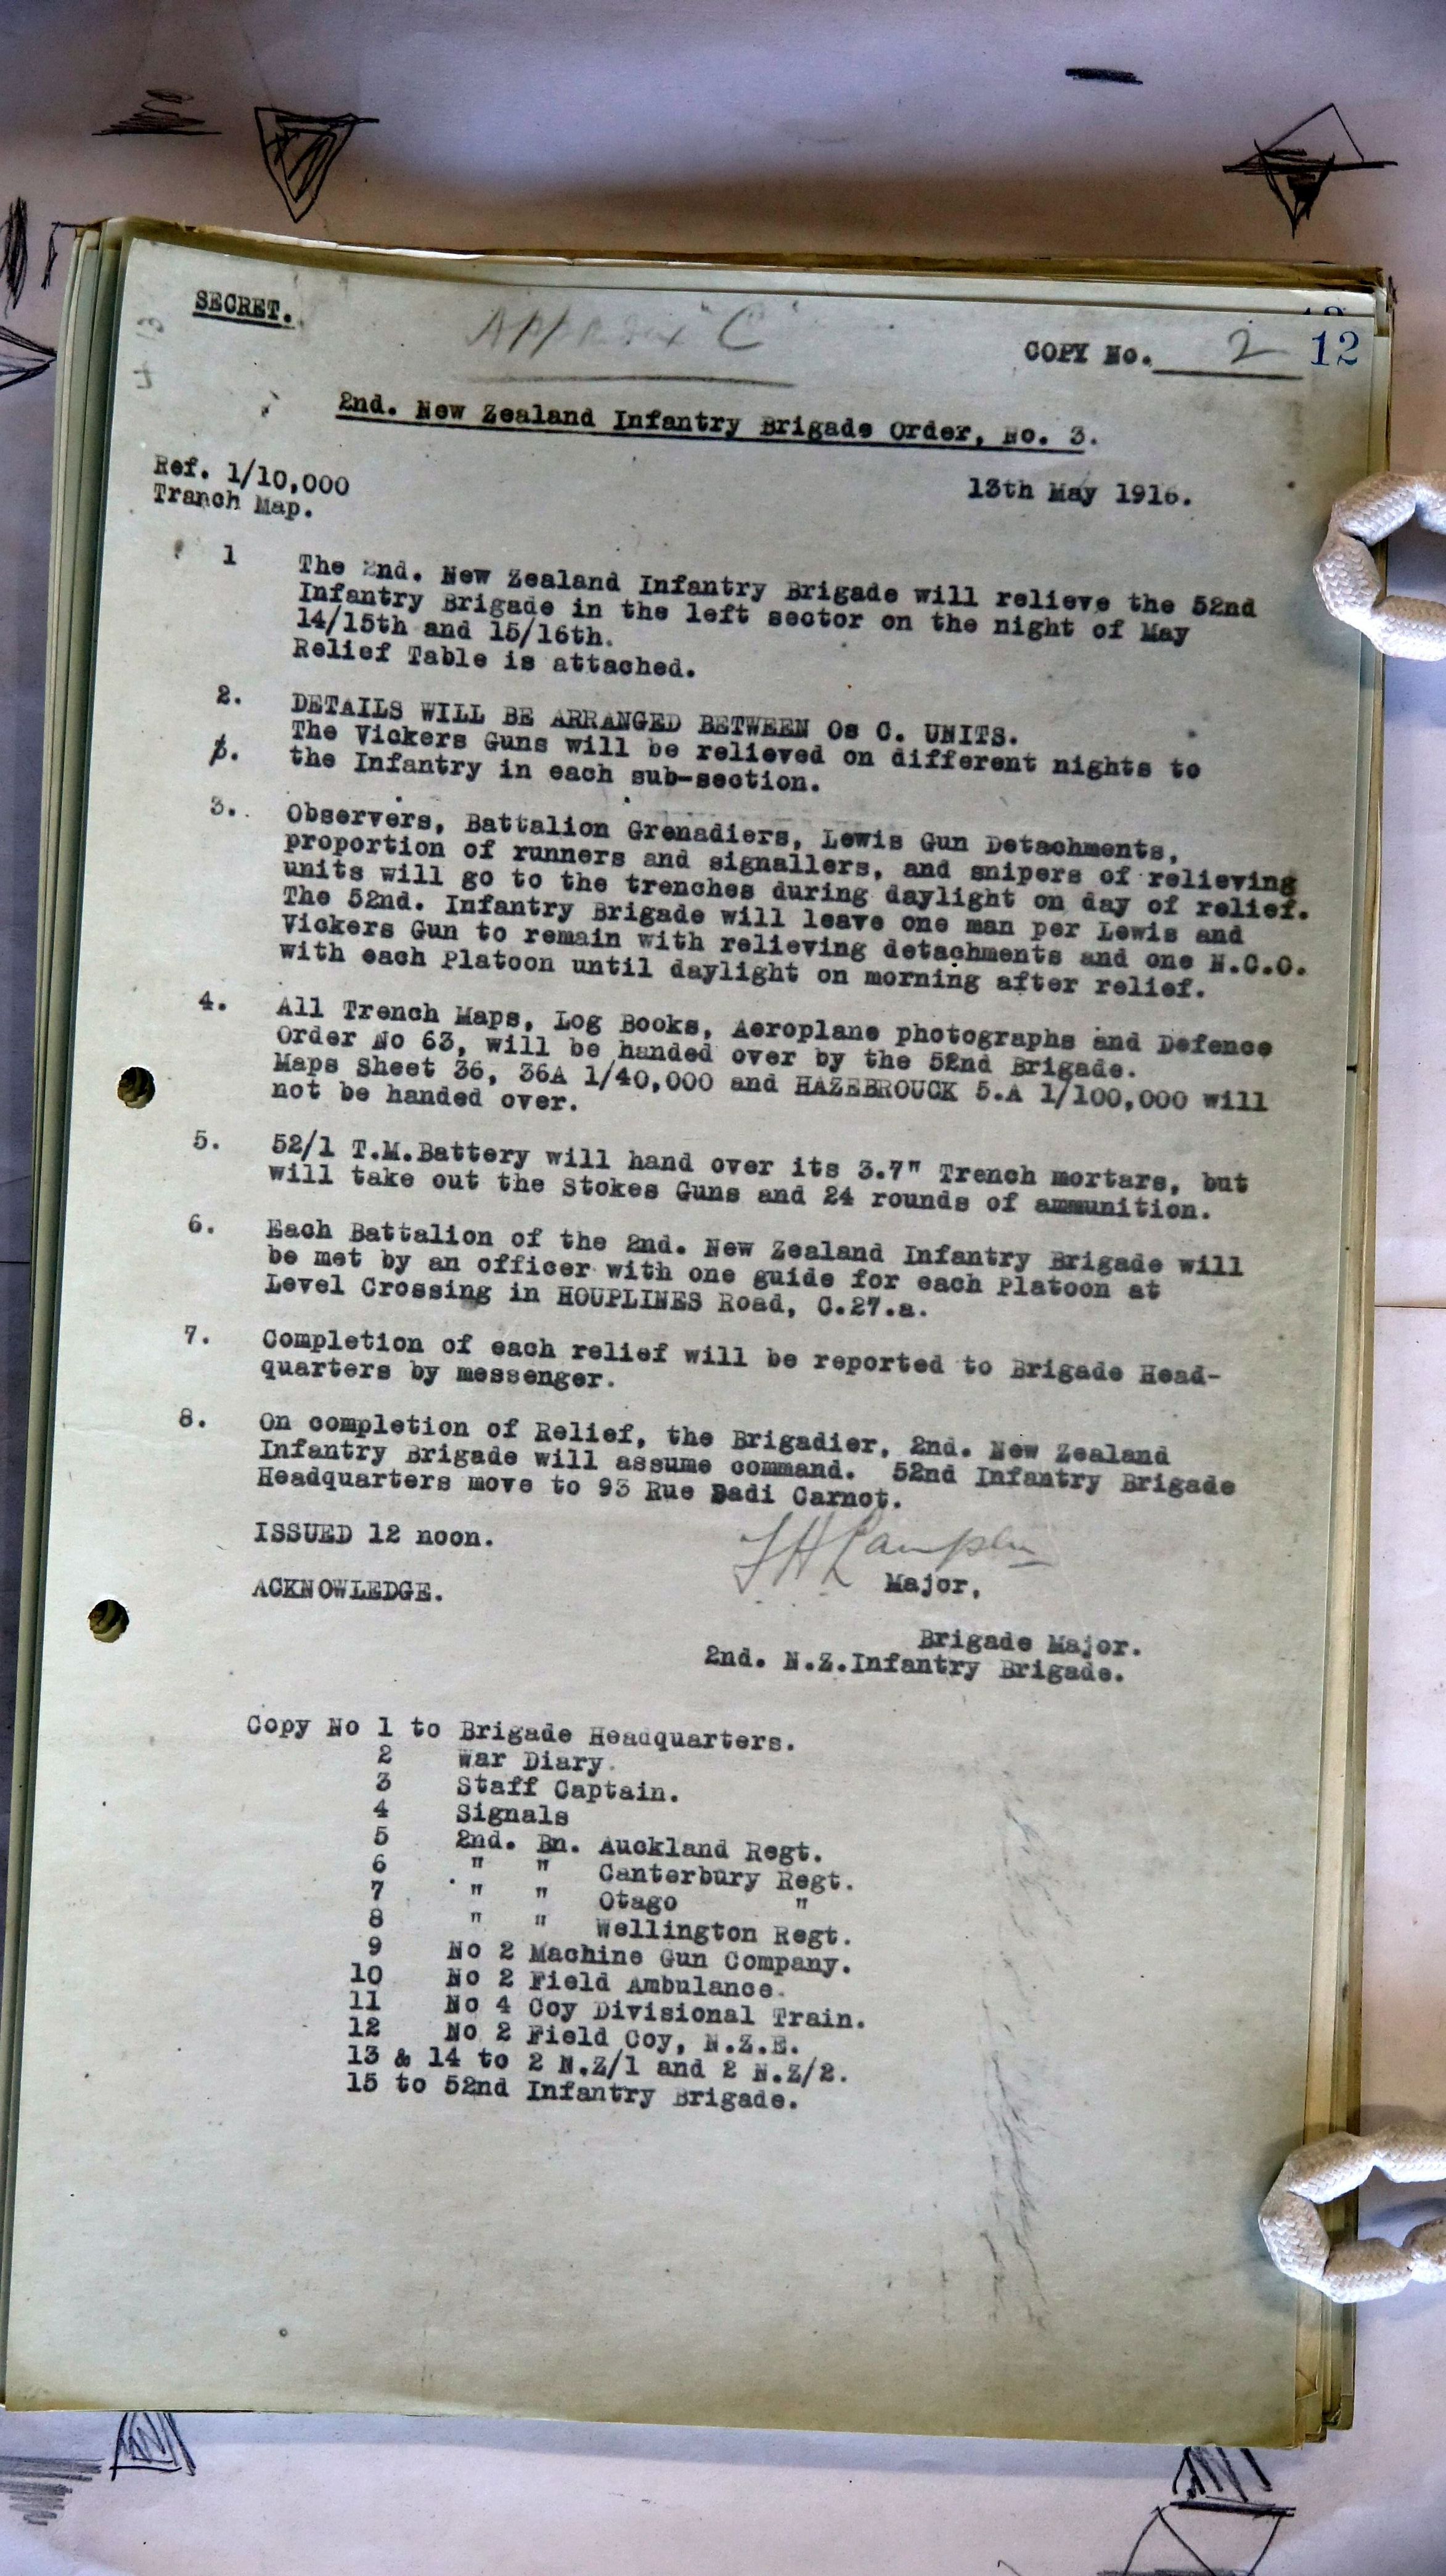 SECRET.
Appendix "C"
COPY No. 2
12
2nd. New Zealand Infantry Brigade Order, No. 3.
Ref. 1/10,000
Tranch Map.
13th May 1916.
1 The 2nd. New Zealand Infantry Brigade will relieve the 52nd
Infantry Brigade in the left sector on the night of May
14/15th and 15/16th.
Relief Table is attached.
2. DETAILS WILL BE ARRANGED BETWEEN Os C. UNITS.
The Vickers Guns will be relieved on different nights to
the Infantry in each sub-section.
3. Observers, Battalion Grenadiers, Lewis Gun Detachments,
proportion of runners and signallers, and snipers of relieving
units will go to the trenches during daylight on day of relief.
The 52nd. Infantry Brigade will leave one man per Lewis and
Vickers Gun to remain with relieving detachments and one N.C.O.
with each Platoon until daylight on morning after relief.
4. All Trench Maps, Log Books, Aeroplane photographs and Defence
Order No 63, will be handed over by the 52nd Brigade.
Maps Sheet 36, 36A 1/40,000 and HAZEBROUCK 5.A 1/100,000 will
not be handed over.
5. 52/1 T.M.Battery will hand over its 3.7" Trench mortars, but
will take out the Stokes Guns and 24 rounds of ammunition.
6. Each Battalion of the 2nd. New Zealand Infantry Brigade will
be met by an officer with one guide for each Platoon at
Level Crossing in HOUPLINES Road, C.27.a.
7. Completion of each relief will be reported to Brigade Head-
quarters by messenger.
8. On completion of Relief, the Brigadier, 2nd. New Zealand
Infantry Brigade will assume command. 52nd Infantry Brigade
Headquarters move to 93 Rue Dadi Carnot.
ISSUED 12 noon.
Major,
ACKNOWLEDGE.
Brigade Major.
2nd. N.Z.Infantry Brigade.
Copy No 1 to Brigade Headquarters.
2 War Diary.
3 Staff Captain.
4 Signals
5 2nd. Bn. Auckland Regt.
6 " " Canterbury Regt.
7 " " Otago "
8 " " Wellington Regt.
9 No 2 Machine Gun Company.
10 No 2 Field Ambulance.
11 No 4 Coy Divisional Train.
12 No 2 Field Coy, N.Z.E.
13 & 14 to 2 N.Z/1 and 2 N.Z/2.
15 to 52nd Infantry Brigade.